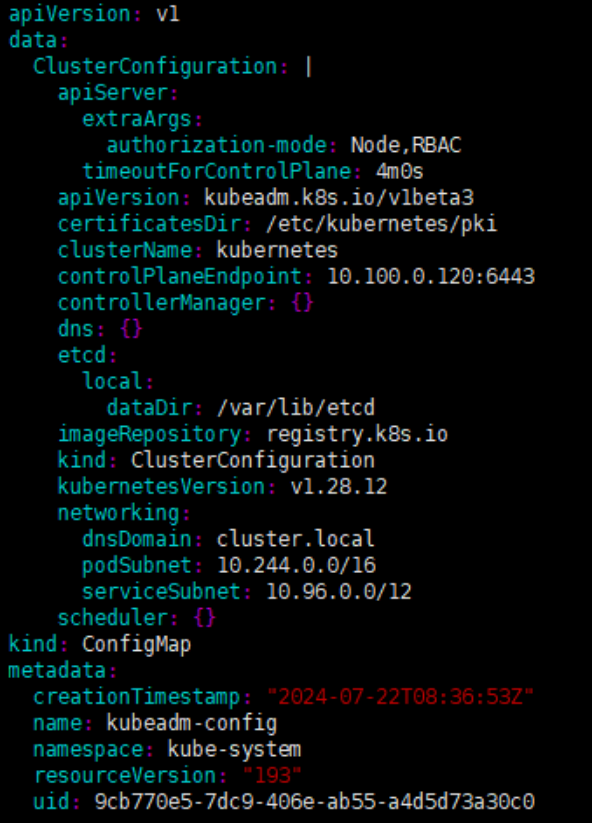 apiVersion: v1
data:
  ClusterConfiguration: |
    apiServer:
      extraArgs:
        authorization-mode: Node,RBAC
      timeoutForControlPlane: 4m0s
    apiVersion: kubeadm.k8s.io/v1beta3
    certificatesDir: /etc/kubernetes/pki
    clusterName: kubernetes
    controlPlaneEndpoint: 10.100.0.120:6443
    controllerManager: {}
    dns: {}
    etcd:
      local:
        dataDir: /var/lib/etcd
    imageRepository: registry.k8s.io
    kind: ClusterConfiguration
    kubernetesVersion: v1.28.12
    networking:
      dnsDomain: cluster.local
      podSubnet: 10.244.0.0/16
      serviceSubnet: 10.96.0.0/12
    scheduler: {}
kind: ConfigMap
metadata:
  creationTimestamp: "2024-07-22T08:36:53Z"
  name: kubeadm-config
  namespace: kube-system
  resourceVersion: "193"
  uid: 9cb770e5-7dc9-406e-ab55-a4d5d73a30c0